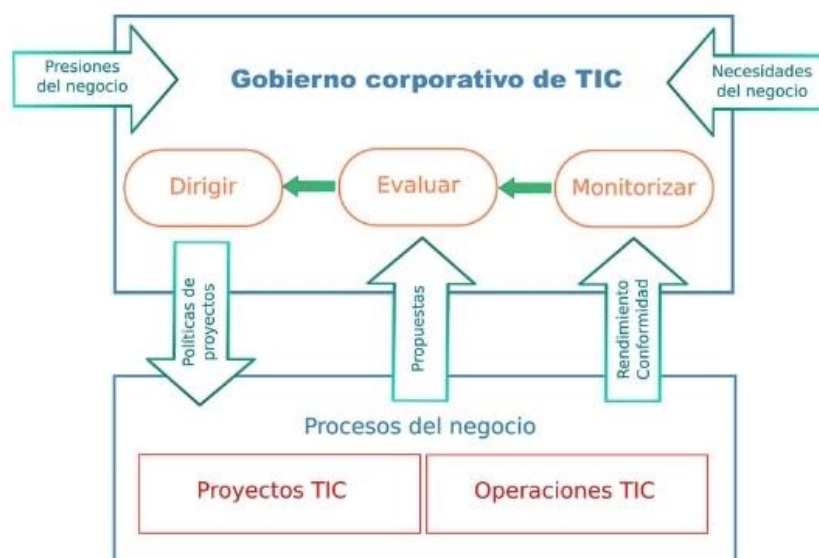 Presiones
del negocio
Gobierno corporativo de TIC
Necesidades
del negocio
Dirigir
Evaluar
Monitorizar
Políticas de
proyectos
Propuestas
Rendimiento
Conformidad
Procesos del negocio
Proyectos TIC
Operaciones TIC